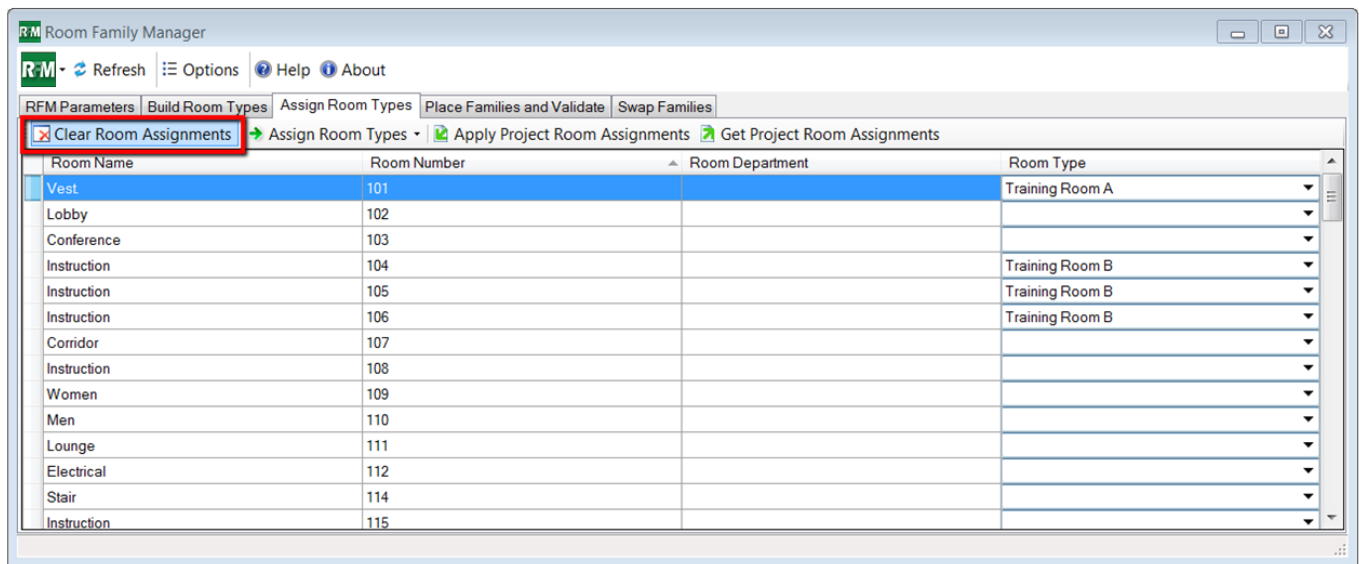 R·M Room Family Manager
RFM Refresh Options Help About
RFM Parameters Build Room Types Assign Room Types Place Families and Validate Swap Families
Clear Room Assignments Assign Room Types Apply Project Room Assignments Get Project Room Assignments
Room Name Room Number Room Department Room Type
Vest. 101 Training Room A
Lobby 102
Conference 103
Instruction 104 Training Room B
Instruction 105 Training Room B
Instruction 106 Training Room B
Corridor 107
Instruction 108
Women 109
Men 110
Lounge 111
Electrical 112
Stair 114
Instruction 115